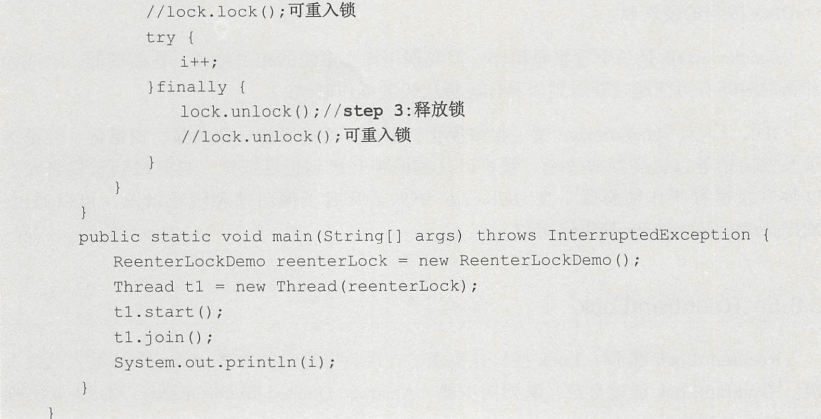 //lock.lock();可重入锁
try {
i++;
}finally {
lock.unlock();//step 3:释放锁
//lock.unlock();可重入锁
}
}
}
public static void main(String[] args) throws InterruptedException {
ReenterLockDemo reenterLock = new ReenterLockDemo();
Thread t1 = new Thread(reenterLock);
t1.start();
t1.join();
System.out.println(i);
}
}